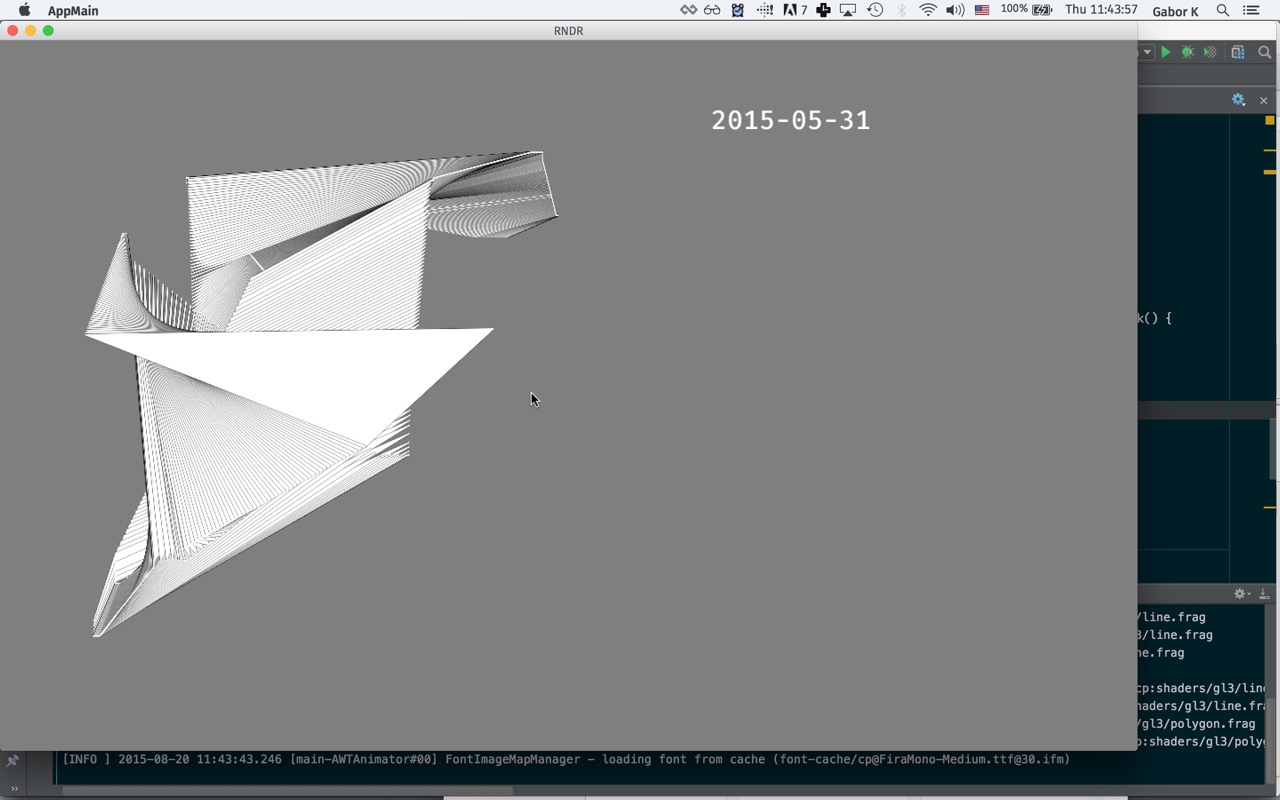 AppMain
7
100%
Thu 11:43:57
Gabor K
RNDR
2015-05-31
k() {
/line.frag
3/line.frag
ne.frag
cp:shaders/gl3/line
haders/gl3/line.fra
/gl3/polygon.frag
p:shaders/gl3/polyg
[INFO ] 2015-08-20 11:43:43.246 [main-AWTAnimator#00] FontImageMapManager - loading font from cache (font-cache/cp@FiraMono-Medium.ttf@30.ifm)